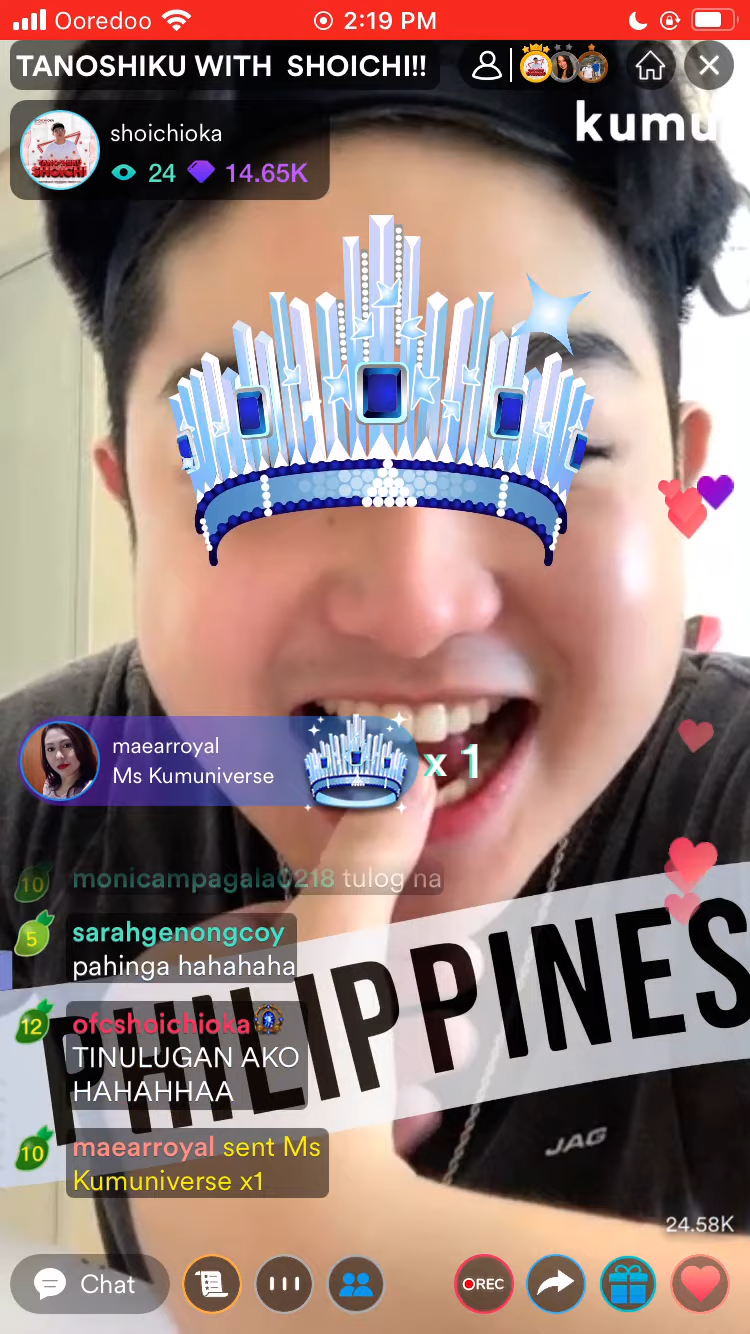 Ooredoo
2:19 PM
TANOSHIKU WITH SHOICHI!!
kumu
shoichioka
24
14.65K
SHOICHI
maearroyal
Ms Kumuniverse
x 1
10
monicampagala0218 tulog na
5
sarahgenongcoy
pahinga hahahaha
12
ofcshoichioka
TINULUGAN AKO
HAHAHHAA
PHILIPPINES
JAG
10
maearroyal sent Ms
Kumuniverse x1
24.58K
Chat
REC